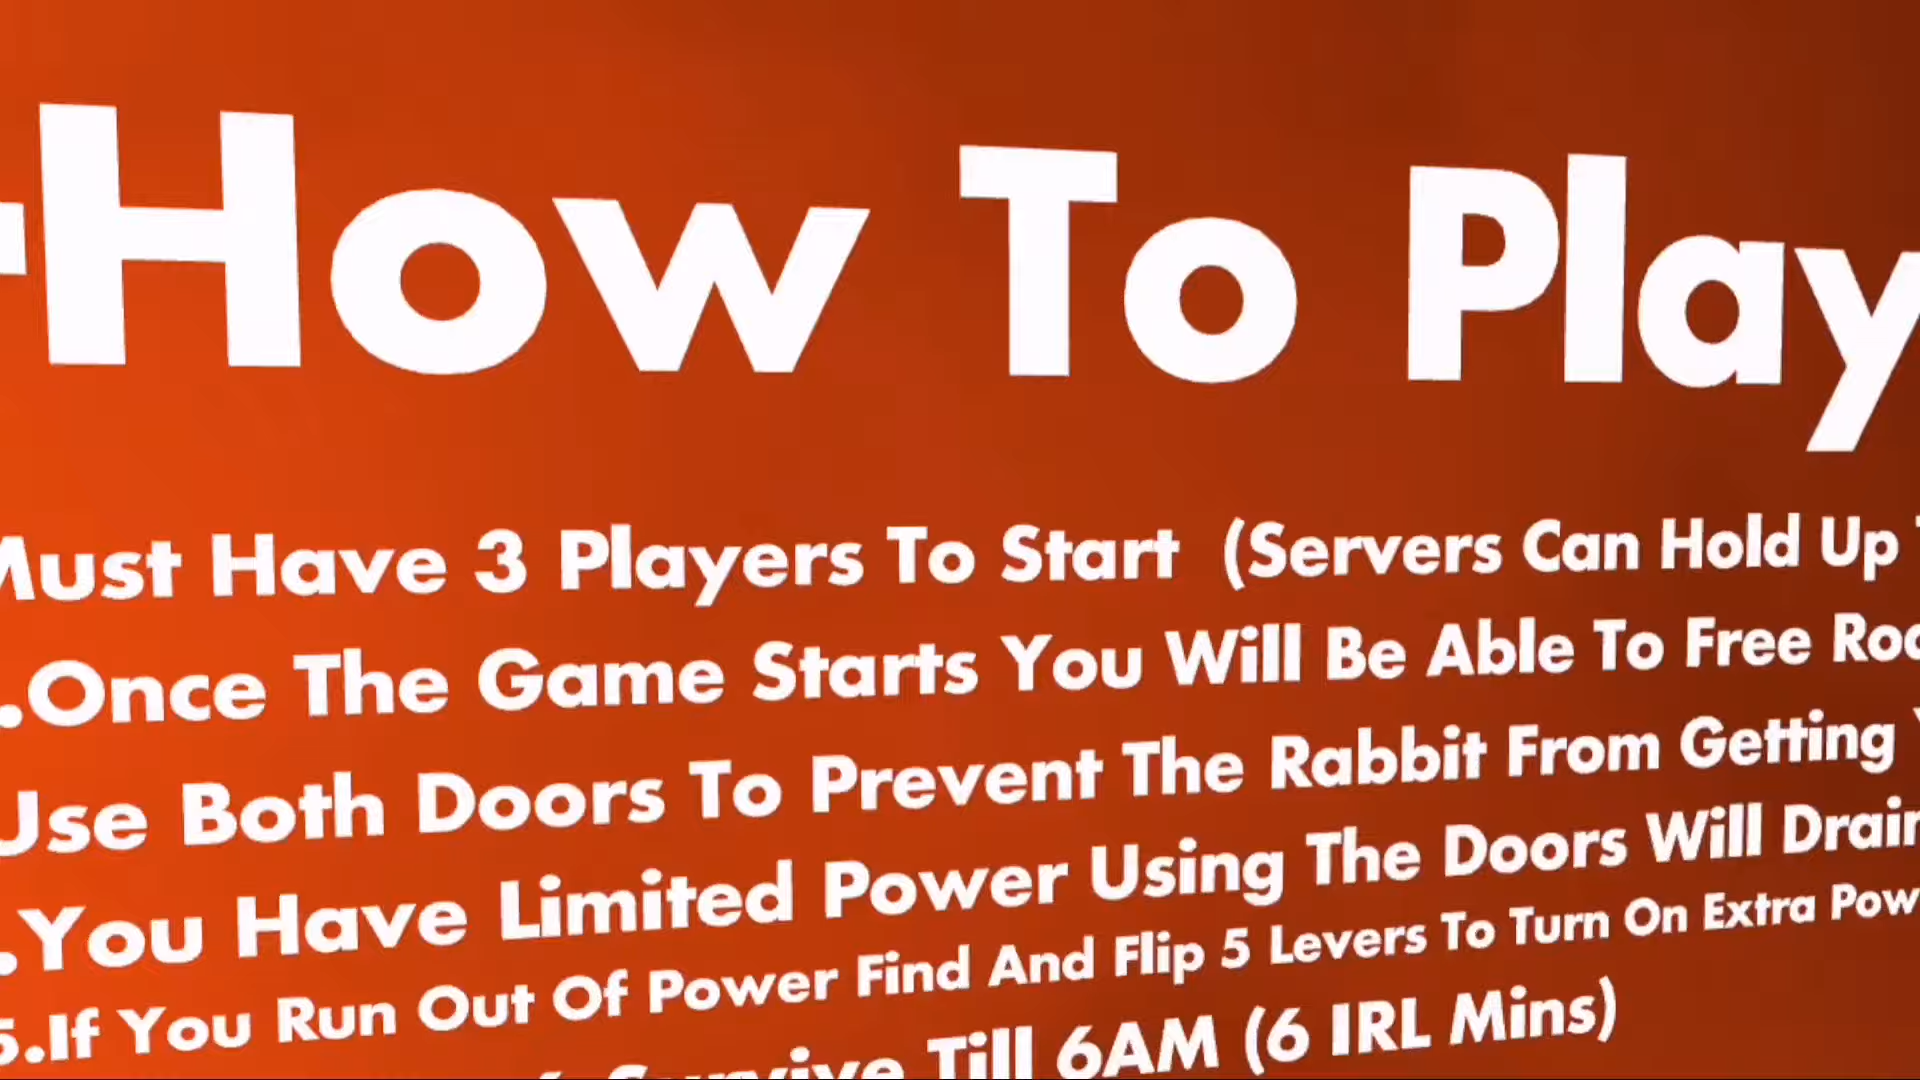 -How To Play
Must Have 3 Players To Start (Servers Can Hold Up
.Once The Game Starts You Will Be Able To Free
Use Both Doors To Prevent The Rabbit From Getting
.You Have Limited Power Using The Doors Will Drain
5.If You Run Out Of Power Find And Flip 5 Levers To Turn On Extra
Survive Till 6AM (6 IRL Mins)